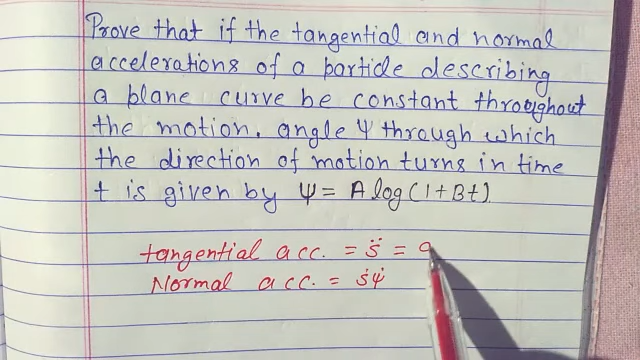 Prove that if the tangential and normal
accelerations of a particle describing
a plane curve be constant throughout
the motion. angle ψ through which
the direction of motion turns in time
t is given by ψ = A log(1+Bt)
tangential acc. = s̈ =
Normal acc. = ṡψ̇